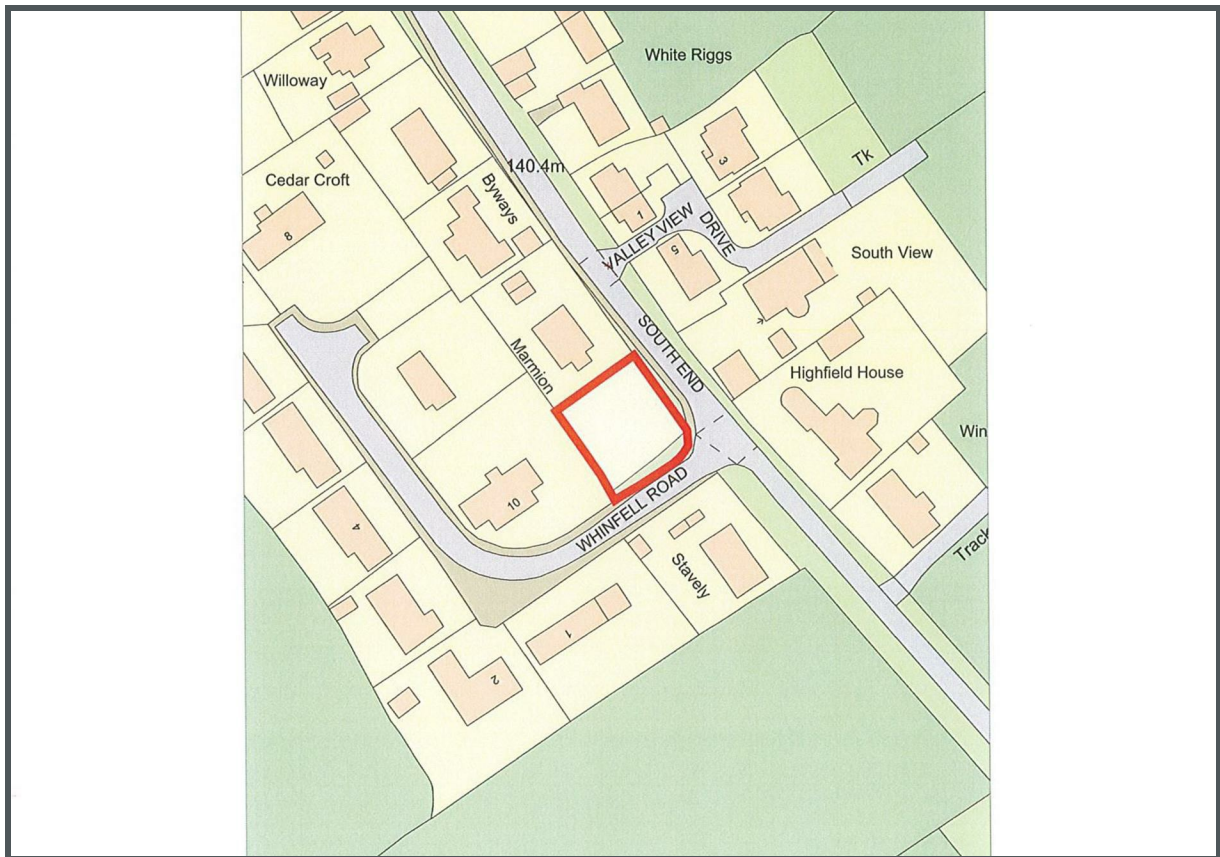 White Riggs
Willoway
140.4m
3
Tk
Cedar Croft
Byways
8
1
VALLEY VIEW
DRIVE
5
South View
SOUTH END
Marmion
Highfield House
Win
10
WHINFELL ROAD
4
Stavely
Track
1
2